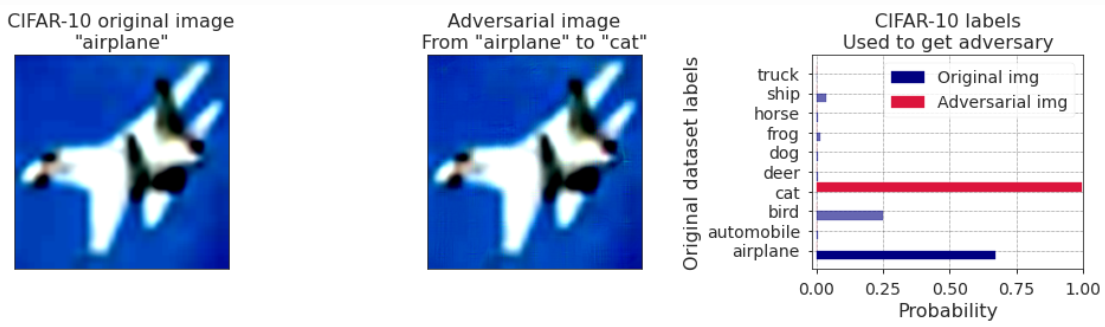 CIFAR-10 original image
"airplane"
Adversarial image
From "airplane" to "cat"
CIFAR-10 labels
Used to get adversary
Original dataset labels
truck
ship
horse
frog
dog
deer
cat
bird
automobile
airplane
Original img
Adversarial img
0.00 0.25 0.50 0.75 1.00
Probability